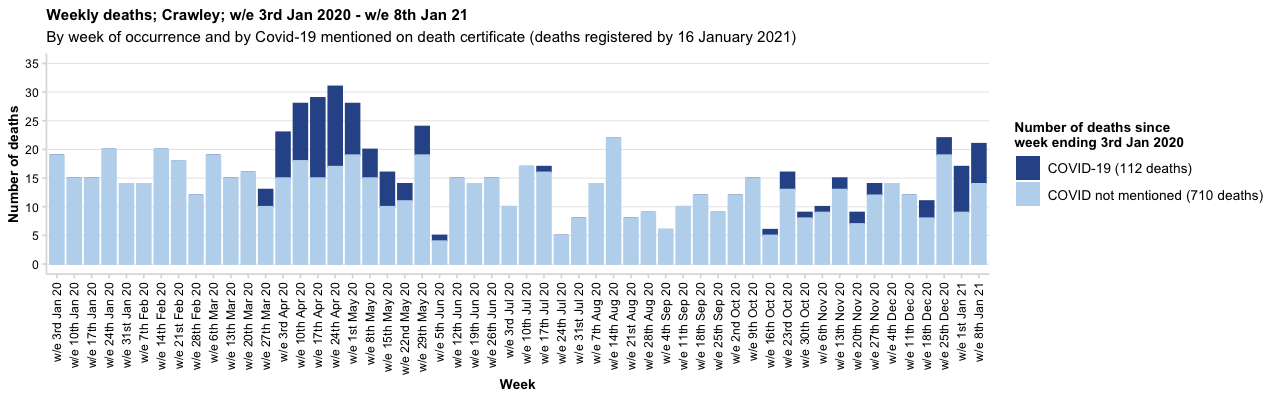 Weekly deaths; Crawley; w/e 3rd Jan 2020 - w/e 8th Jan 21
By week of occurrence and by Covid-19 mentioned on death certificate (deaths registered by 16 January 2021)
Number of deaths
35
30
25
20
15
10
5
0
w/e 3rd Jan 20
w/e 10th Jan 20
w/e 17th Jan 20
w/e 24th Jan 20
w/e 31st Jan 20
w/e 7th Feb 20
w/e 14th Feb 20
w/e 21st Feb 20
w/e 28th Feb 20
w/e 6th Mar 20
w/e 13th Mar 20
w/e 20th Mar 20
w/e 27th Mar 20
w/e 3rd Apr 20
w/e 10th Apr 20
w/e 17th Apr 20
w/e 24th Apr 20
w/e 1st May 20
w/e 8th May 20
w/e 15th May 20
w/e 22nd May 20
w/e 29th May 20
w/e 5th Jun 20
w/e 12th Jun 20
w/e 19th Jun 20
w/e 26th Jun 20
w/e 3rd Jul 20
w/e 10th Jul 20
w/e 17th Jul 20
w/e 24th Jul 20
w/e 31st Jul 20
w/e 7th Aug 20
w/e 14th Aug 20
w/e 21st Aug 20
w/e 28th Aug 20
w/e 4th Sep 20
w/e 11th Sep 20
w/e 18th Sep 20
w/e 25th Sep 20
w/e 2nd Oct 20
w/e 9th Oct 20
w/e 16th Oct 20
w/e 23rd Oct 20
w/e 30th Oct 20
w/e 6th Nov 20
w/e 13th Nov 20
w/e 20th Nov 20
w/e 27th Nov 20
w/e 4th Dec 20
w/e 11th Dec 20
w/e 18th Dec 20
w/e 25th Dec 20
w/e 1st Jan 21
w/e 8th Jan 21
Week
Number of deaths since
week ending 3rd Jan 2020
COVID-19 (112 deaths)
COVID not mentioned (710 deaths)